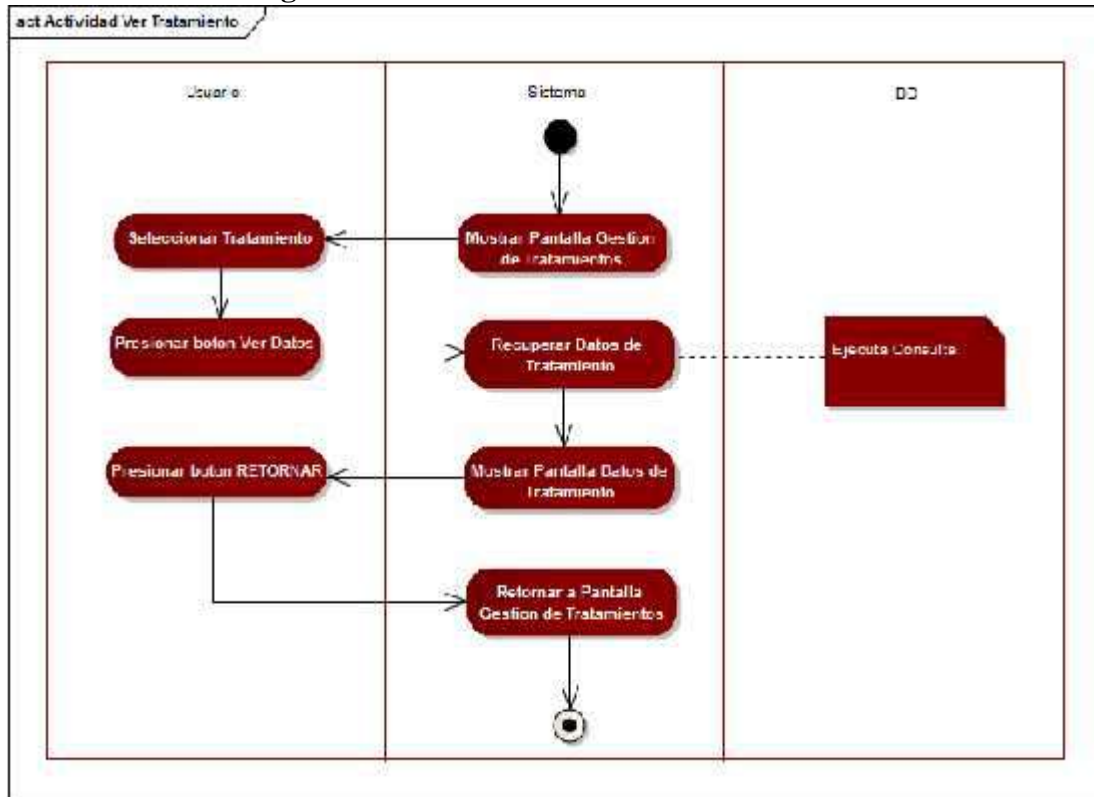 act Actividad Ver Tratamiento
Usuario
Sistema
BD
Seleccionar Tratamiento
Mostrar Pantalla Gestion
de Tratamientos
Presionar boton Ver Datos
Recuperar Datos de
Tratamiento
Ejecuta Consulta
Presionar boton RETORNAR
Mostrar Pantalla Datos de
Tratamiento
Retornar a Pantalla
Gestion de Tratamientos